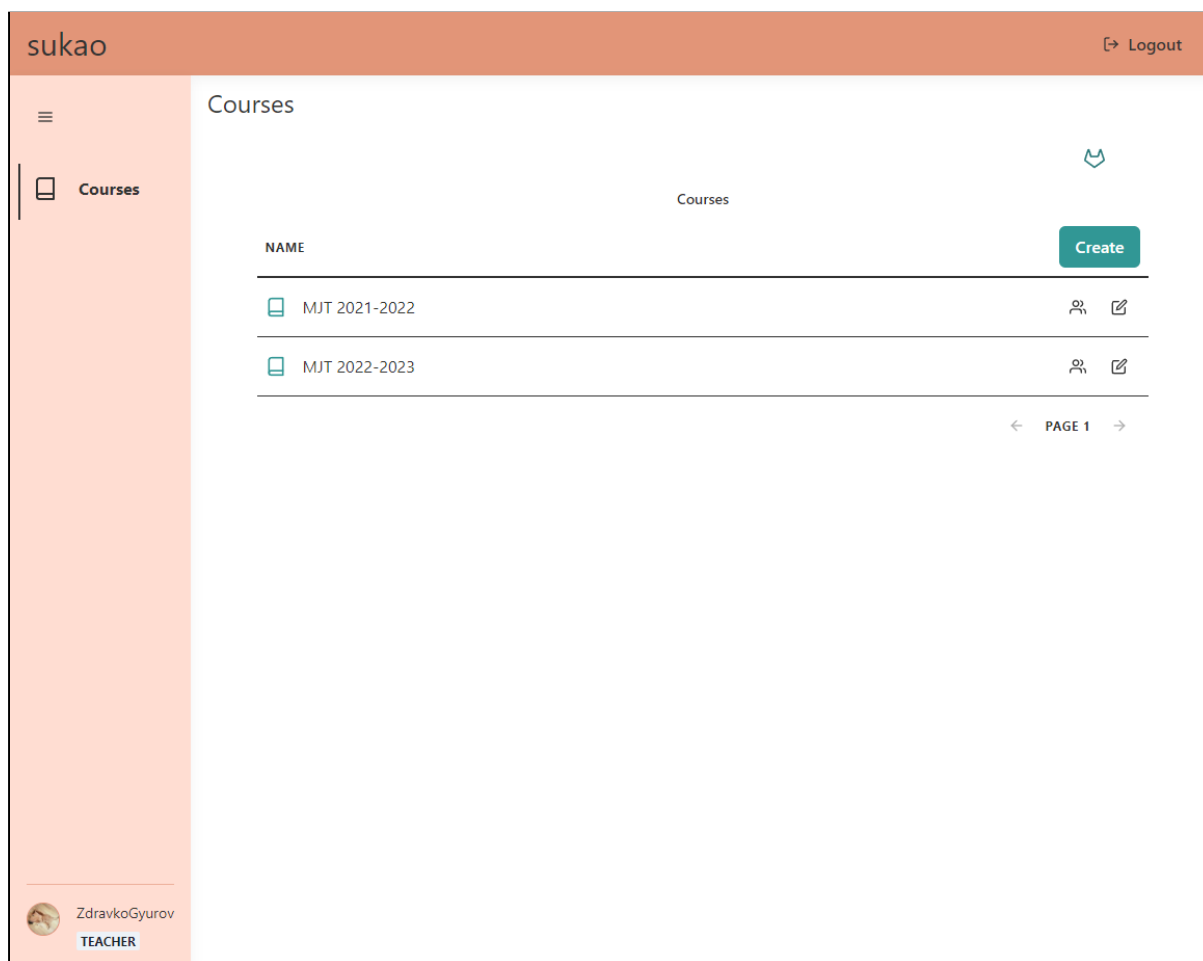 sukao
Logout
Courses
Courses
Courses
NAME
Create
MJT 2021-2022
MJT 2022-2023
PAGE 1
ZdravkoGyurov
TEACHER